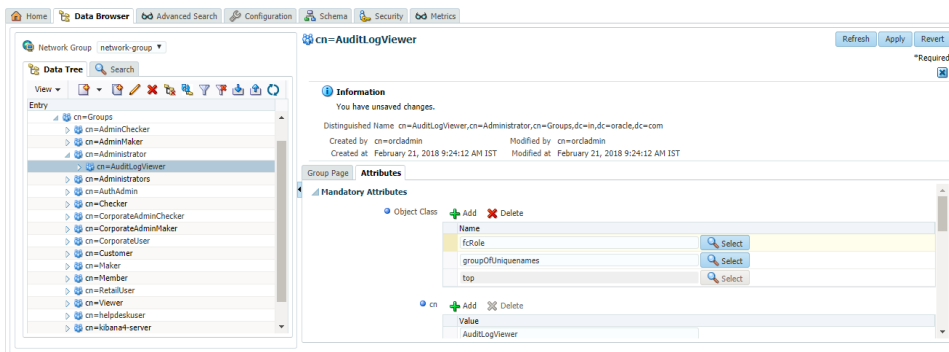 Home Data Browser Advanced Search Configuration Schema Security Metrics
Network Group network-group
Data Tree Search
View
Entry
cn=Groups
cn=AdminChecker
cn=AdminMaker
cn=Administrator
cn=AuditLogViewer
cn=Administrators
cn=AuthAdmin
cn=Checker
cn=CorporateAdminChecker
cn=CorporateAdminMaker
cn=CorporateUser
cn=Customer
cn=Maker
cn=Member
cn=RetailUser
cn=Viewer
cn=helpdeskuser
cn=kibana4-server
cn=AuditLogViewer
Refresh Apply Revert
*Required
Information
You have unsaved changes.
Distinguished Name cn=AuditLogViewer,cn=Administrator,cn=Groups,dc=in,dc=oracle,dc=com
Created by cn=orcladmin Modified by cn=orcladmin
Created at February 21, 2018 9:24:12 AM IST Modified at February 21, 2018 9:24:12 AM IST
Group Page Attributes
Mandatory Attributes
Object Class Add Delete
Name
fcRole Select
groupOfUniquenames Select
top Select
cn Add Delete
Value
AuditLogViewer